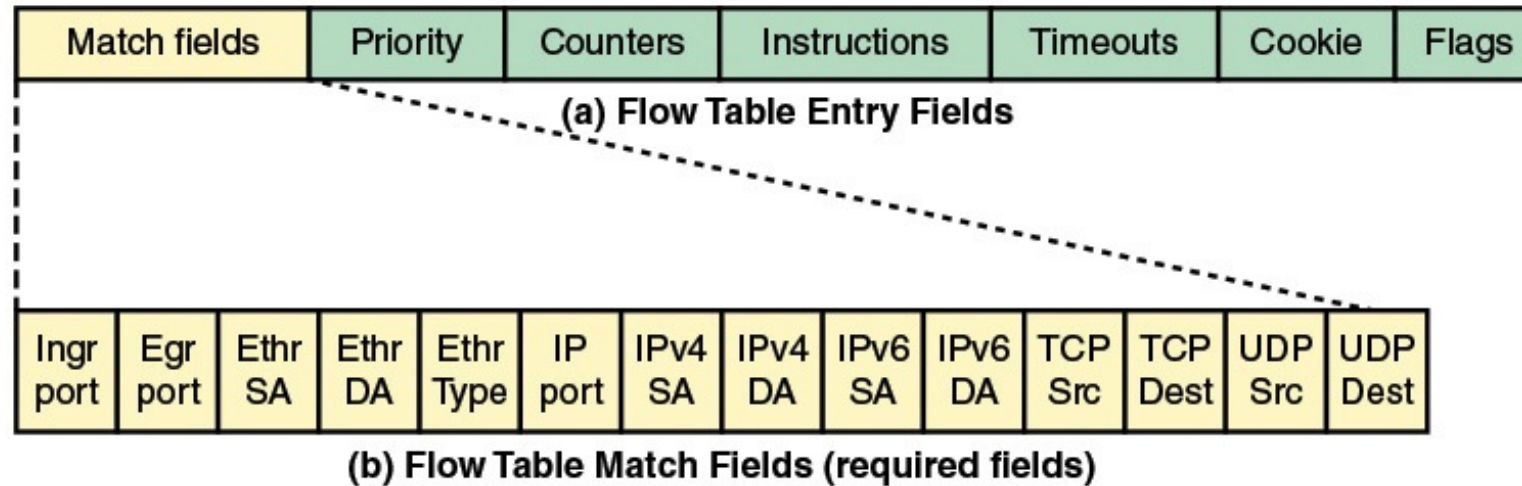 Match fields Priority Counters Instructions Timeouts Cookie Flags
(a) Flow Table Entry Fields
Ingr Egr Ethr Ethr Ethr IP IPv4 IPv4 IPv6 IPv6 TCP TCP UDP UDP
port port SA DA Type port SA DA SA DA Src Dest Src Dest
(b) Flow Table Match Fields (required fields)